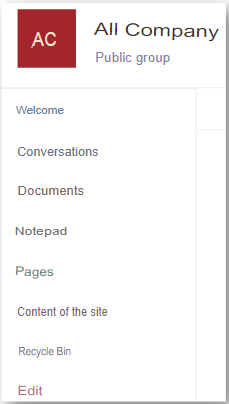 AC
All Company
Public group
Welcome
Conversations
Documents
Notepad
Pages
Content of the site
Recycle Bin
Edit